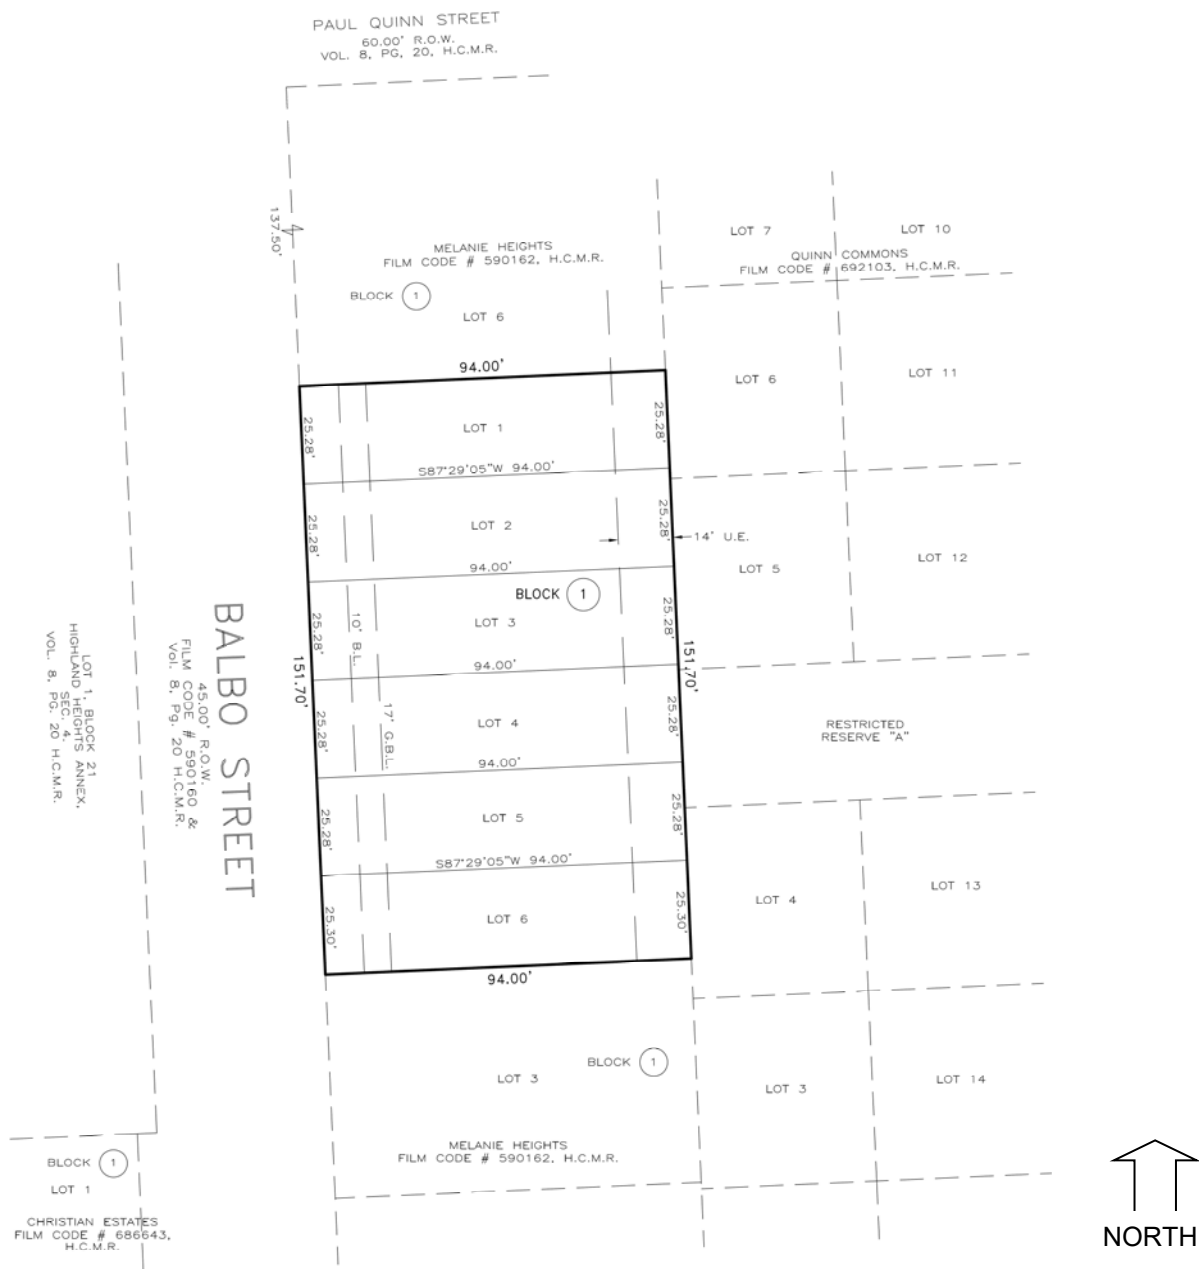 PAUL QUINN STREET
60.00' R.O.W.
VOL. 8, PG, 20, H.C.M.R.
137.50'
MELANIE HEIGHTS
FILM CODE # 590162, H.C.M.R.
BLOCK 1
LOT 6
94.00'
LOT 7
LOT 10
QUINN COMMONS
FILM CODE # 692103, H.C.M.R.
LOT 6
LOT 11
25.28'
LOT 1
25.28'
S87°29'05"W 94.00'
25.28'
LOT 2
25.28'
14' U.E.
94.00'
LOT 5
LOT 12
BLOCK 1
25.28'
10' B.L.
LOT 3
25.28'
94.00'
151.70'
151.70'
25.28'
17' G.B.L.
LOT 4
25.28'
94.00'
RESTRICTED
RESERVE "A"
25.28'
LOT 5
25.28'
S87°29'05"W 94.00'
25.30'
LOT 6
25.30'
94.00'
LOT 4
LOT 13
BALBO STREET
45.00' R.O.W.
FILM CODE # 590160 &
Vol. 8, Pg. 20 H.C.M.R.
LOT 1, BLOCK 21
HIGHLAND HEIGHTS ANNEX,
SEC. 4.
VOL. 8, PG. 20 H.C.M.R.
BLOCK 1
LOT 3
LOT 3
LOT 14
MELANIE HEIGHTS
FILM CODE # 590162, H.C.M.R.
BLOCK 1
LOT 1
CHRISTIAN ESTATES
FILM CODE # 686643,
H.C.M.R.
NORTH